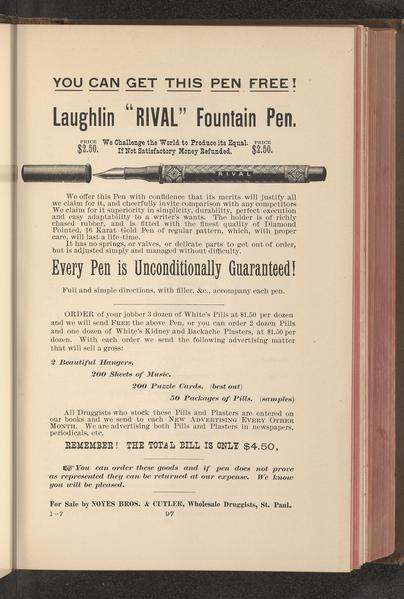 YOU CAN GET THIS PEN FREE!
Laughlin "RIVAL" Fountain Pen.
PRICE $2.50. We Challenge the World to Produce its Equal. PRICE $2.50.
If Not Satisfactory Money Refunded.
RIVAL
We offer this Pen with confidence that its merits will justify all
we claim for it, and cheerfully invite comparison with any competitors
We claim for it superiority in simplicity, durability, perfect execution
and easy adaptability to a writer's wants. The holder is of richly
chased rubber, and is fitted with the finest quality of Diamond
Pointed, 16 Karat Gold Pen of regular pattern, which, with proper
care, will last a life-time.
It has no springs, or valves, or delicate parts to get out of order,
but is adjusted simply and managed without difficulty.
Every Pen is Unconditionally Guaranteed!
Full and simple directions, with filler, &c., accompany each pen.
ORDER of your jobber 3 dozen of White's Pills at $1.50 per dozen
and we will send FREE the above Pen, or you can order 2 dozen Pills
and one dozen of White's Kidney and Backache Plasters, at $1.50 per
dozen. With each order we send the following advertising matter
that will sell a gross:
2 Beautiful Hangers.
200 Sheets of Music.
200 Puzzle Cards. (best out)
50 Packages of Pills. (samples)
All Druggists who stock these Pills and Plasters are entered on
our books and we send to each NEW ADVERTISING EVERY OTHER
MONTH. We are advertising both Pills and Plasters in newspapers,
periodicals, etc.
REMEMBER! THE TOTAL BILL IS ONLY $4.50,
☞ You can order these goods and if pen does not prove
as represented they can be returned at our expense. We know
you will be pleased.
For Sale by NOYES BROS. & CUTLER, Wholesale Druggists, St. Paul.
1-7 97